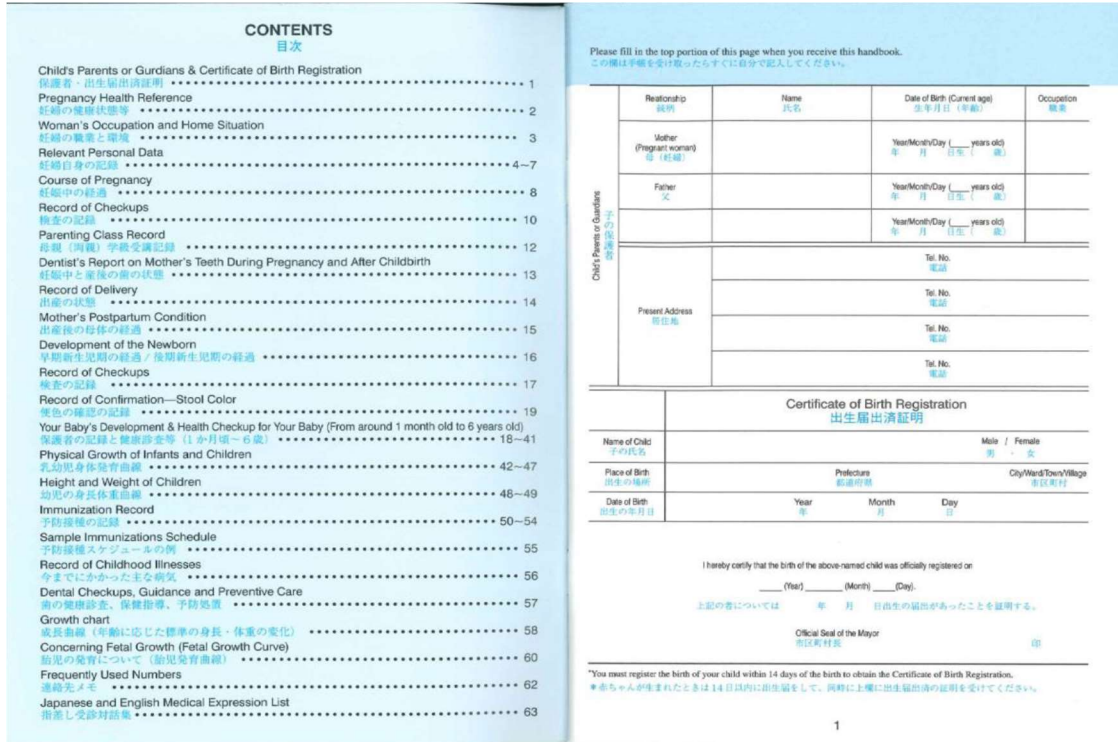 CONTENTS
目次
Child's Parents or Gurdians & Certificate of Birth Registration
保護者・出生届出済証明 1
Pregnancy Health Reference
妊婦の健康状態等 2
Woman's Occupation and Home Situation
妊婦の職業と環境 3
Relevant Personal Data
妊婦自身の記録 4~7
Course of Pregnancy
妊娠中の経過 8
Record of Checkups
検査の記録 10
Parenting Class Record
母親(両親)学級受講記録 12
Dentist's Report on Mother's Teeth During Pregnancy and After Childbirth
妊娠中と産後の歯の状態 13
Record of Delivery
出産の状態 14
Mother's Postpartum Condition
出産後の母体の経過 15
Development of the Newborn
早期新生児期の経過/後期新生児期の経過 16
Record of Checkups
検査の記録 17
Record of Confirmation—Stool Color
便色の確認の記録 19
Your Baby's Development & Health Checkup for Your Baby (From around 1 month old to 6 years old)
保護者の記録と健康診査等(1か月頃~6歳) 18~41
Physical Growth of Infants and Children
乳幼児身体発育曲線 42~47
Height and Weight of Children
幼児の身長体重曲線 48~49
Immunization Record
予防接種の記録 50~54
Sample Immunizations Schedule
予防接種スケジュールの例 55
Record of Childhood Illnesses
今までにかかった主な病気 56
Dental Checkups, Guidance and Preventive Care
歯の健康診査、保健指導、予防処置 57
Growth chart
成長曲線(年齢に応じた標準の身長・体重の変化) 58
Concerning Fetal Growth (Fetal Growth Curve)
胎児の発育について(胎児発育曲線) 60
Frequently Used Numbers
連絡先メモ 62
Japanese and English Medical Expression List
指差し受診対話集 63
Please fill in the top portion of this page when you receive this handbook.
この欄は手帳を受け取ったらすぐに自分で記入してください。
Child's Parents or Guardians
子の保護者
Relationship Name Date of Birth (Current age) Occupation
続柄 氏名 生年月日(年齢) 職業
Mother
(Pregnant woman) Year/Month/Day (____ years old)
母(妊婦) 年 月 日生( 歳)
Father Year/Month/Day (____ years old)
父 年 月 日生( 歳)
Year/Month/Day (____ years old)
年 月 日生( 歳)
Present Address
居住地
Tel. No.
電話
Tel. No.
電話
Tel. No.
電話
Tel. No.
電話
Certificate of Birth Registration
出生届出済証明
Name of Child Male / Female
子の氏名 男 ・ 女
Place of Birth Prefecture City/Ward/Town/Village
出生の場所 都道府県 市区町村
Date of Birth Year Month Day
出生の年月日 年 月 日
I hereby certify that the birth of the above-named child was officially registered on
_____ (Year) ______ (Month) _____ (Day).
上記の者については 年 月 日出生の届出があったことを証明する。
Official Seal of the Mayor
市区町村長 印
*You must register the birth of your child within 14 days of the birth to obtain the Certificate of Birth Registration.
*赤ちゃんが生まれたときは14日以内に出生届をして、同時に上欄に出生届出済の証明を受けてください。
1